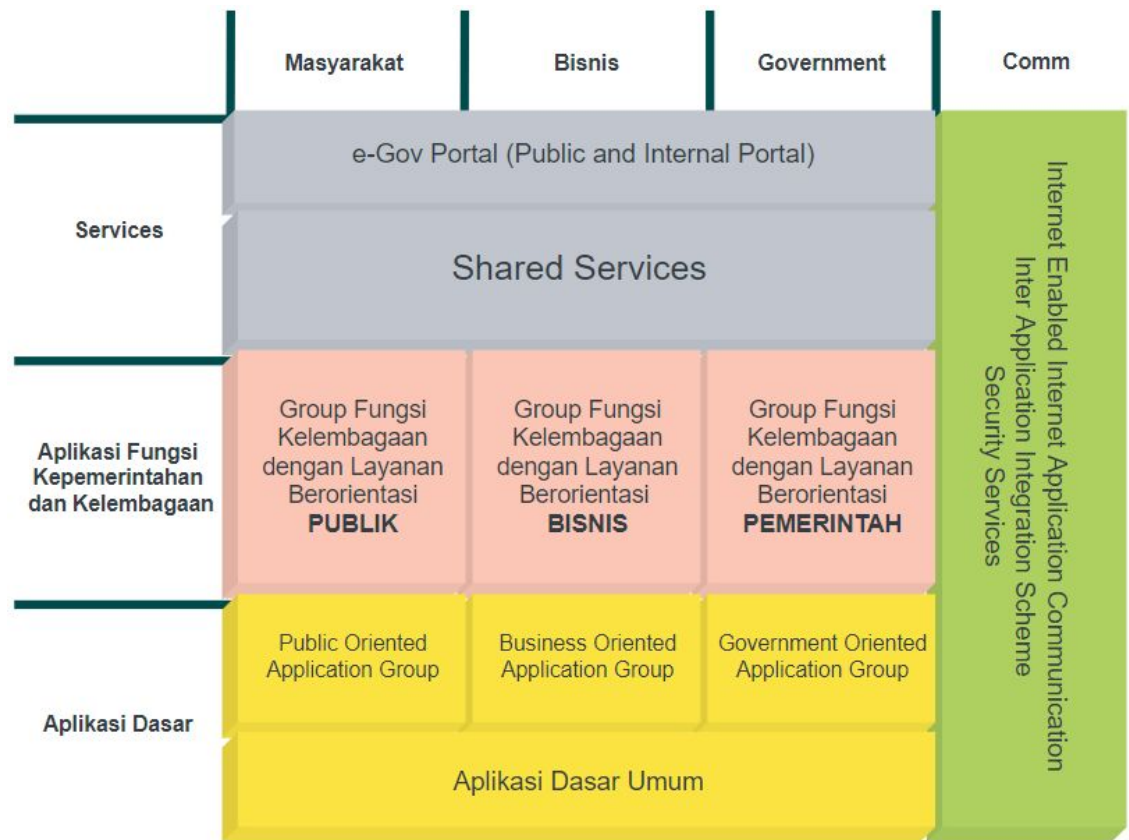 Masyarakat
Bisnis
Government
Comm
Services
e-Gov Portal (Public and Internal Portal)
Shared Services
Aplikasi Fungsi
Kepemerintahan
dan Kelembagaan
Group Fungsi
Kelembagaan
dengan Layanan
Berorientasi
PUBLIK
Group Fungsi
Kelembagaan
dengan Layanan
Berorientasi
BISNIS
Group Fungsi
Kelembagaan
dengan Layanan
Berorientasi
PEMERINTAH
Aplikasi Dasar
Public Oriented
Application Group
Business Oriented
Application Group
Government Oriented
Application Group
Aplikasi Dasar Umum
Internet Enabled Internet Application Communication
Inter Application Integration Scheme
Security Services